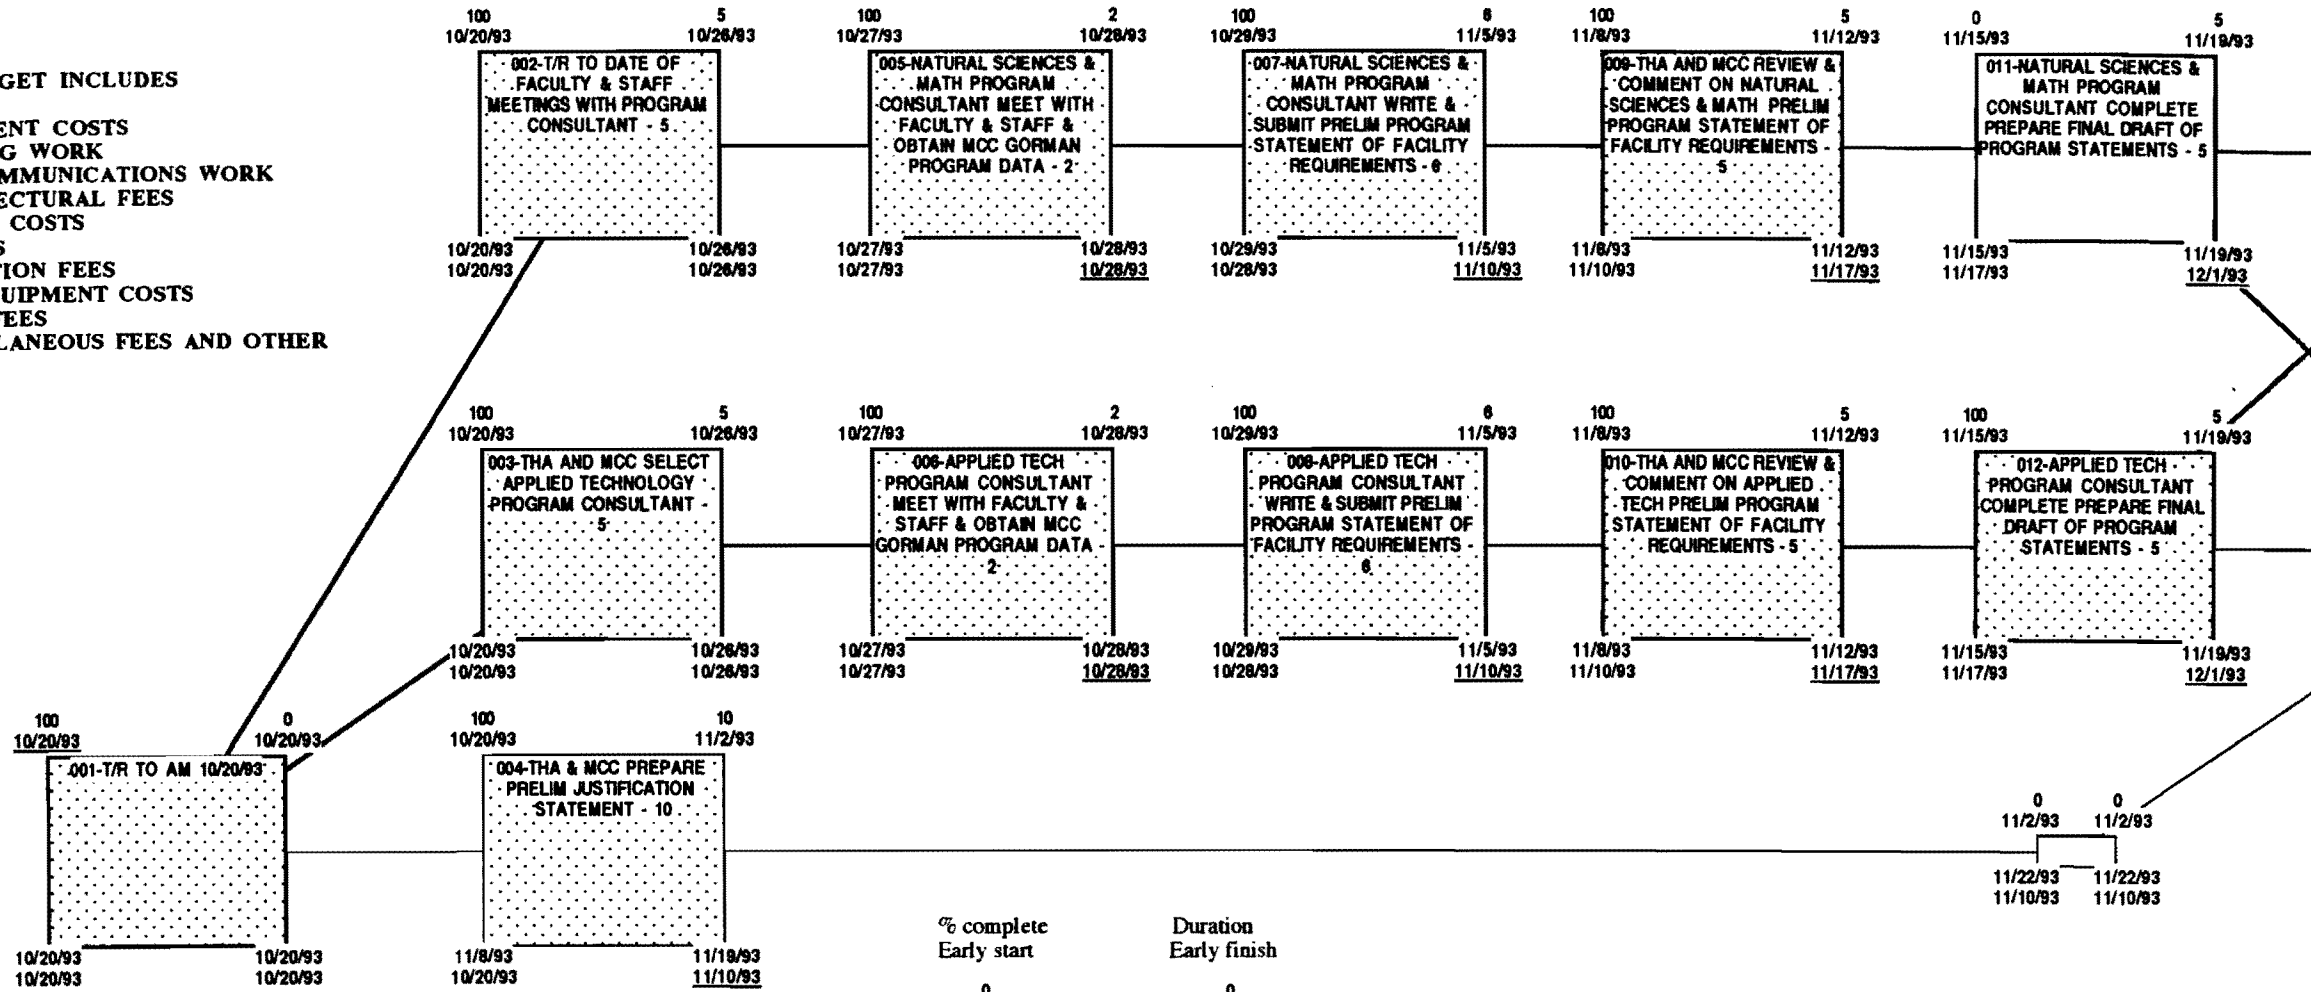 GET INCLUDES
ENT COSTS
G WORK
MMUNICATIONS WORK
ECTURAL FEES
COSTS
S
TION FEES
UIPMENT COSTS
FEES
LANEOUS FEES AND OTHER
100 5
10/20/93 10/26/93
002-T/R TO DATE OF
FACULTY & STAFF
MEETINGS WITH PROGRAM
CONSULTANT - 5
10/20/93 10/26/93
10/20/93 10/26/93
100 2
10/27/93 10/28/93
005-NATURAL SCIENCES &
MATH PROGRAM
CONSULTANT MEET WITH
FACULTY & STAFF &
OBTAIN MCC GORMAN
PROGRAM DATA - 2
10/27/93 10/28/93
10/27/93 10/28/93
100 6
10/29/93 11/5/93
007-NATURAL SCIENCES &
MATH PROGRAM
CONSULTANT WRITE &
SUBMIT PRELIM PROGRAM
STATEMENT OF FACILITY
REQUIREMENTS - 6
10/29/93 11/5/93
10/28/93 11/10/93
100 5
11/8/93 11/12/93
009-THA AND MCC REVIEW &
COMMENT ON NATURAL
SCIENCES & MATH PRELIM
PROGRAM STATEMENT OF
FACILITY REQUIREMENTS -
5
11/8/93 11/12/93
11/10/93 11/17/93
0 5
11/15/93 11/19/93
011-NATURAL SCIENCES &
MATH PROGRAM
CONSULTANT COMPLETE
PREPARE FINAL DRAFT OF
PROGRAM STATEMENTS - 5
11/15/93 11/19/93
11/17/93 12/1/93
100 5
10/20/93 10/26/93
003-THA AND MCC SELECT
APPLIED TECHNOLOGY
PROGRAM CONSULTANT -
5
10/20/93 10/26/93
10/20/93 10/26/93
100 2
10/27/93 10/28/93
006-APPLIED TECH
PROGRAM CONSULTANT
MEET WITH FACULTY &
STAFF & OBTAIN MCC
GORMAN PROGRAM DATA -
2
10/27/93 10/28/93
10/27/93 10/28/93
100 6
10/29/93 11/5/93
008-APPLIED TECH
PROGRAM CONSULTANT
WRITE & SUBMIT PRELIM
PROGRAM STATEMENT OF
FACILITY REQUIREMENTS
6
10/29/93 11/5/93
10/28/93 11/10/93
100 5
11/8/93 11/12/93
010-THA AND MCC REVIEW &
COMMENT ON APPLIED
TECH PRELIM PROGRAM
STATEMENT OF FACILITY
REQUIREMENTS - 5
11/8/93 11/12/93
11/10/93 11/17/93
100 5
11/15/93 11/19/93
012-APPLIED TECH
PROGRAM CONSULTANT
COMPLETE PREPARE FINAL
DRAFT OF PROGRAM
STATEMENTS - 5
11/15/93 11/19/93
11/17/93 12/1/93
100 0
10/20/93 10/20/93
001-T/R TO AM 10/20/93
10/20/93 10/20/93
10/20/93 10/20/93
100 10
10/20/93 11/2/93
004-THA & MCC PREPARE
PRELIM JUSTIFICATION
STATEMENT - 10
11/8/93 11/19/93
10/20/93 11/10/93
0 0
11/2/93 11/2/93
11/22/93 11/22/93
11/10/93 11/10/93
% complete Duration
Early start Early finish